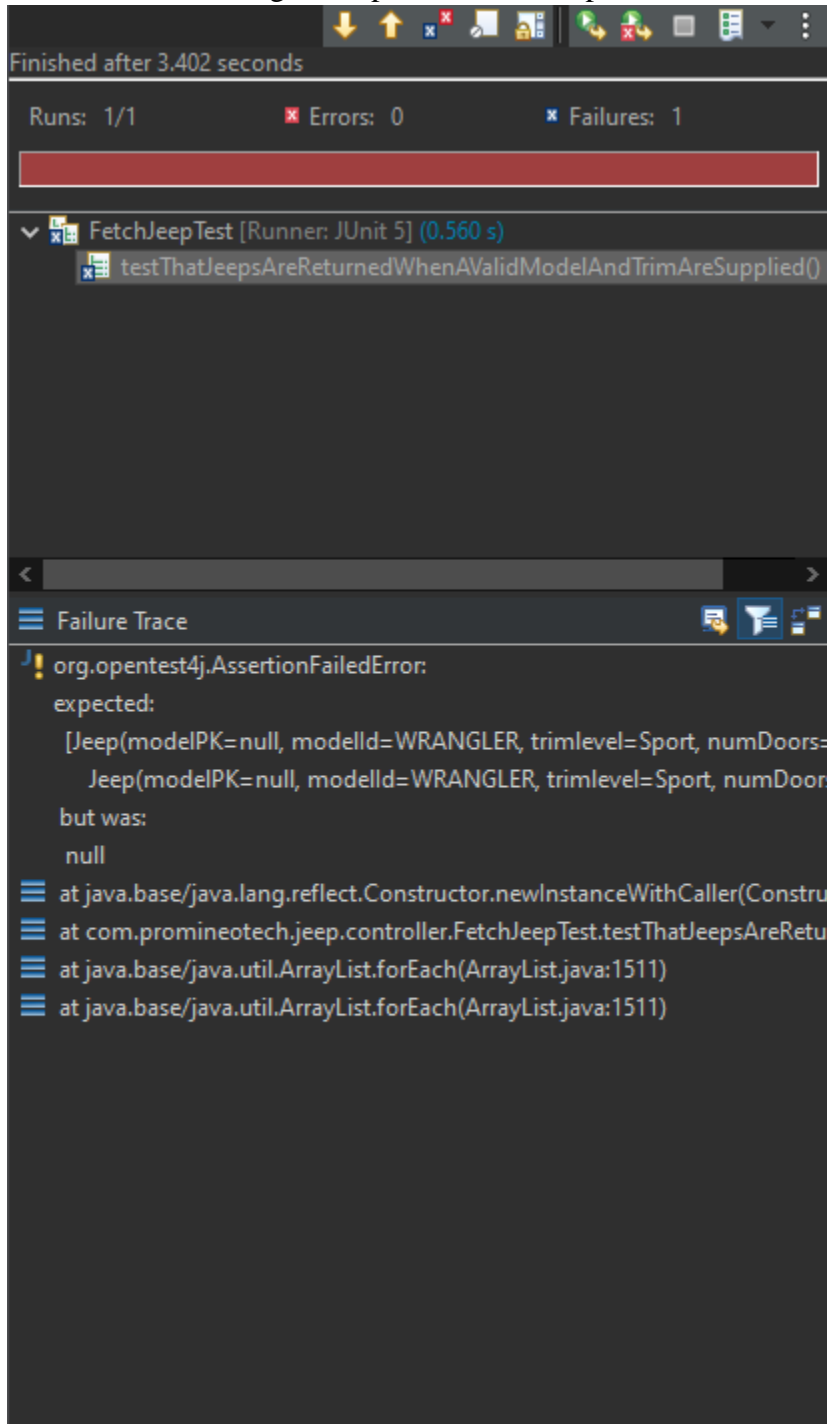 Finished after 3.402 seconds
Runs: 1/1 Errors: 0 Failures: 1
FetchJeepTest [Runner: JUnit 5] (0.560 s)
testThatJeepsAreReturnedWhenAValidModelAndTrimAreSupplied()
Failure Trace
org.opentest4j.AssertionFailedError:
expected:
[Jeep(modelPK=null, modelId=WRANGLER, trimlevel=Sport, numDoors=
Jeep(modelPK=null, modelId=WRANGLER, trimlevel=Sport, numDoors
but was:
null
at java.base/java.lang.reflect.Constructor.newInstanceWithCaller(Constru
at com.promineotech.jeep.controller.FetchJeepTest.testThatJeepsAreRetu
at java.base/java.util.ArrayList.forEach(ArrayList.java:1511)
at java.base/java.util.ArrayList.forEach(ArrayList.java:1511)